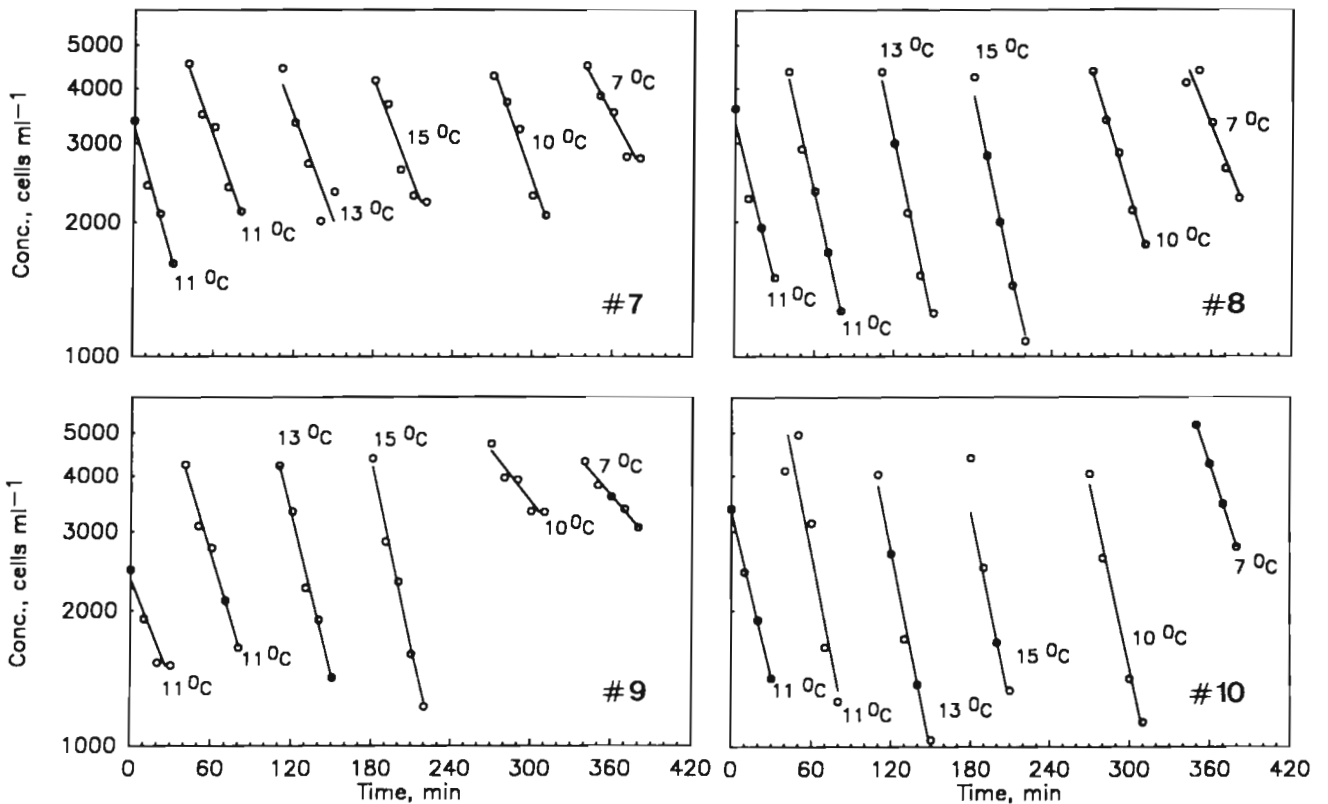 Conc., cells ml⁻¹
5000
4000
3000
2000
1000
11 ⁰C
11 ⁰C
13 ⁰C
15 ⁰C
10 ⁰C
7 ⁰C
#7
11 ⁰C
11 ⁰C
13 ⁰C
15 ⁰C
10 ⁰C
7 ⁰C
#8
Conc., cells ml⁻¹
5000
4000
3000
2000
1000
11 ⁰C
11 ⁰C
13 ⁰C
15 ⁰C
10 ⁰C
7 ⁰C
#9
0 60 120 180 240 300 360 420
Time, min
11 ⁰C
11 ⁰C
13 ⁰C
15 ⁰C
10 ⁰C
7 ⁰C
#10
0 60 120 180 240 300 360 420
Time, min